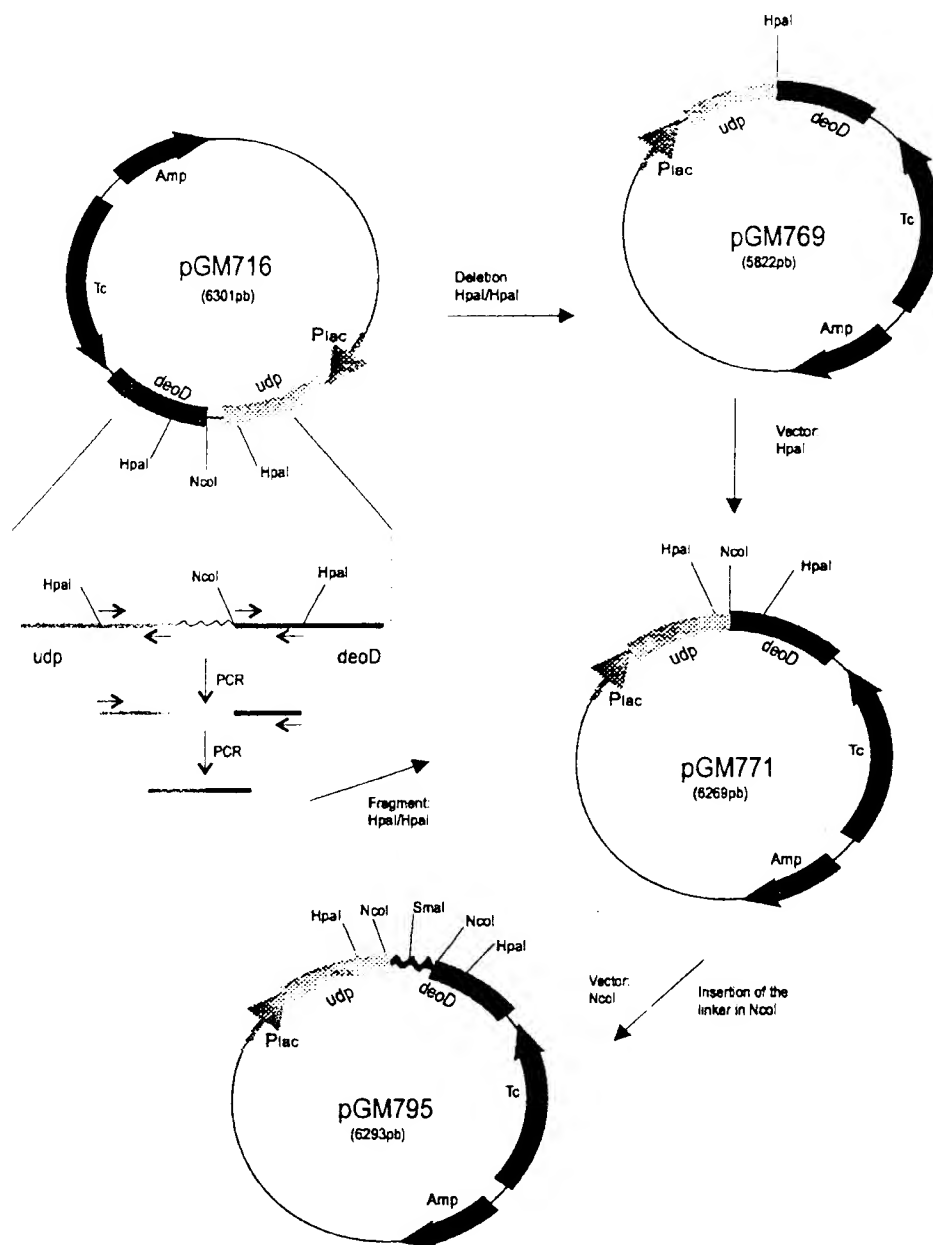 HpaI
udp
deoD
Plac
Tc
pGM769
(5822pb)
Amp
Amp
pGM716
(6301pb)
Tc
Plac
deoD
udp
HpaI
NcoI
HpaI
Deletion
HpaI/HpaI
Vector:
HpaI
HpaI
NcoI
HpaI
udp
deoD
PCR
PCR
Fragment:
HpaI/HpaI
HpaI
NcoI
HpaI
udp
deoD
Plac
Tc
pGM771
(6269pb)
Amp
Vector:
NcoI
Insertion of the
linker in NcoI
HpaI
NcoI
SmaI
NcoI
HpaI
udp
deoD
Plac
Tc
pGM795
(6293pb)
Amp